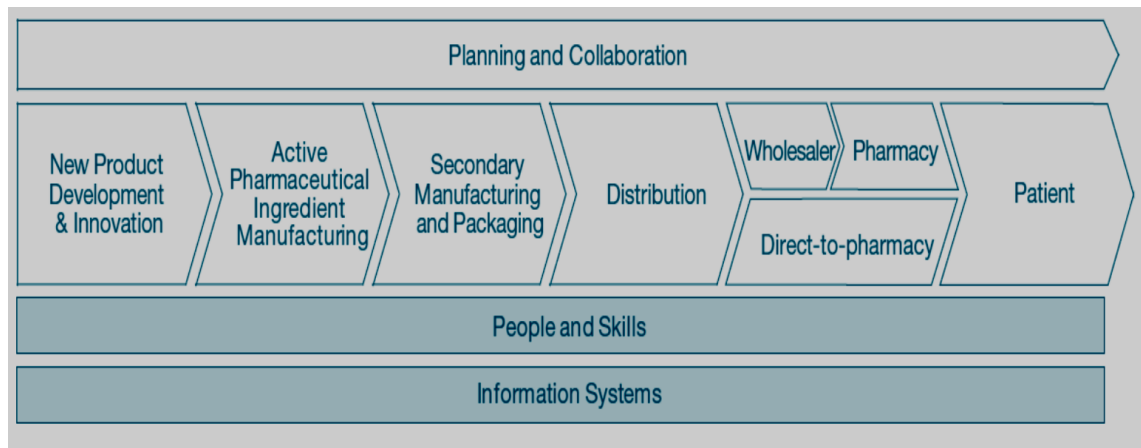 Planning and Collaboration
New Product
Development
& Innovation
Active
Pharmaceutical
Ingredient
Manufacturing
Secondary
Manufacturing
and Packaging
Distribution
Wholesaler
Pharmacy
Direct-to-pharmacy
Patient
People and Skills
Information Systems